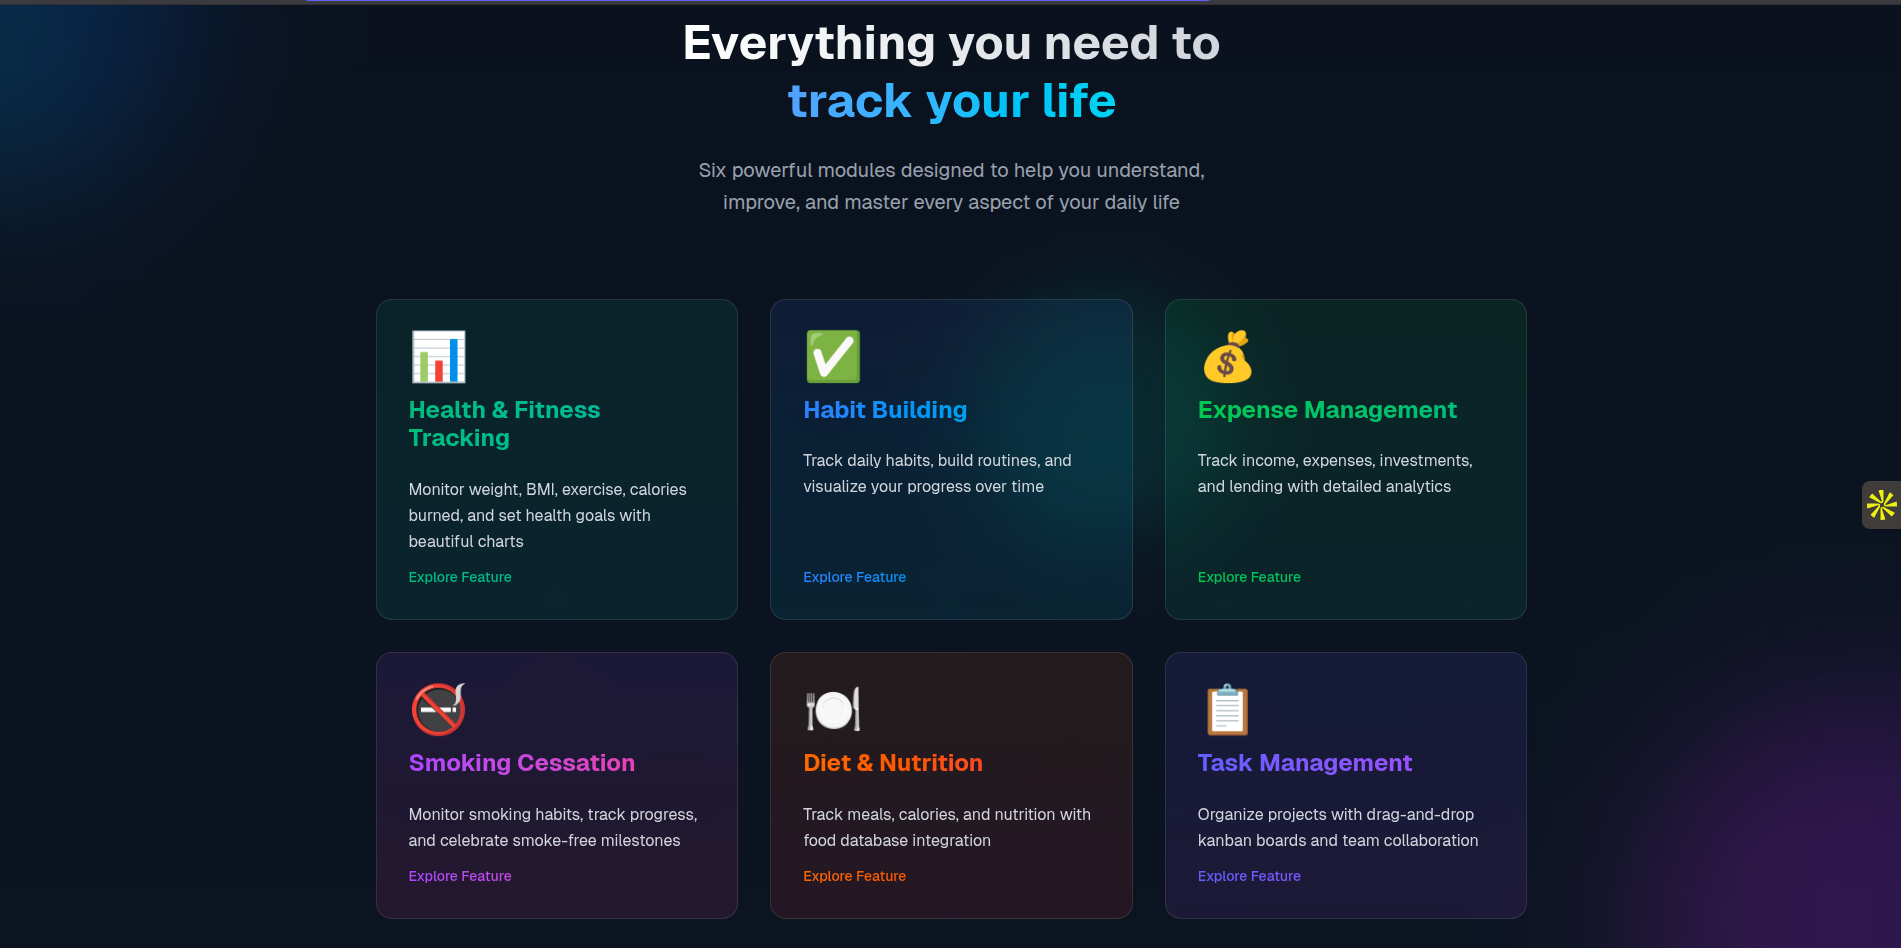 Everything you need to
track your life
Six powerful modules designed to help you understand,
improve, and master every aspect of your daily life
Health & Fitness
Tracking
Monitor weight, BMI, exercise, calories
burned, and set health goals with
beautiful charts
Explore Feature
Habit Building
Track daily habits, build routines, and
visualize your progress over time
Explore Feature
Expense Management
Track income, expenses, investments,
and lending with detailed analytics
Explore Feature
Smoking Cessation
Monitor smoking habits, track progress,
and celebrate smoke-free milestones
Explore Feature
Diet & Nutrition
Track meals, calories, and nutrition with
food database integration
Explore Feature
Task Management
Organize projects with drag-and-drop
kanban boards and team collaboration
Explore Feature